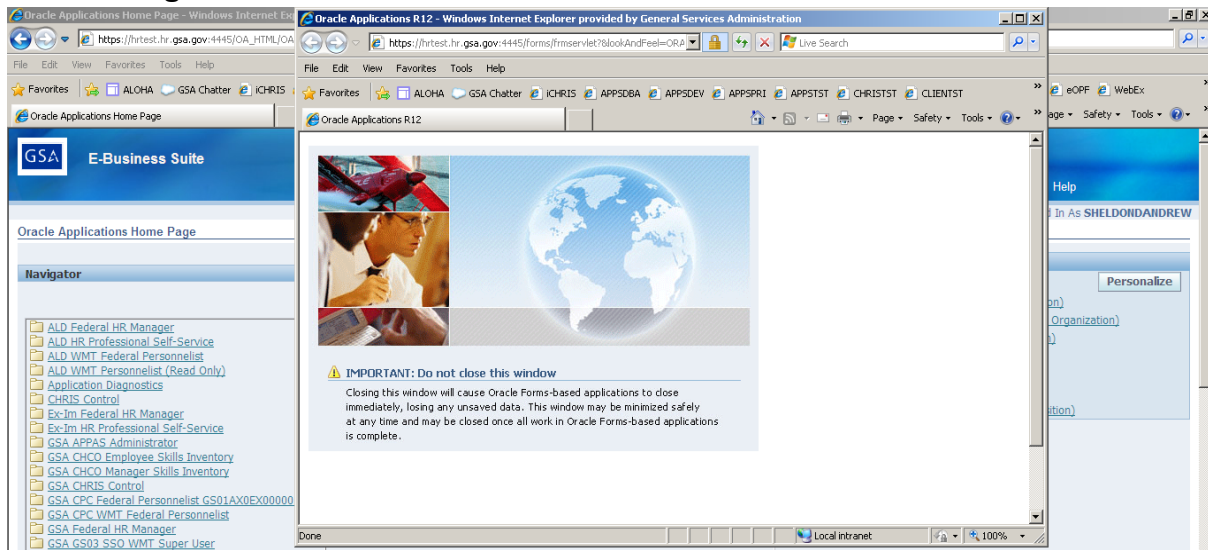 Oracle Applications Home Page - Windows Internet Ex
Oracle Applications R12 - Windows Internet Explorer provided by General Services Administration
https://hrtest.hr.gsa.gov:4445/OA_HTML/OA
https://hrtest.hr.gsa.gov:4445/forms/frmservlet?&lookAndFeel=ORA
Live Search
File Edit View Favorites Tools Help
File Edit View Favorites Tools Help
Favorites ALOHA GSA Chatter iCHRIS
Favorites ALOHA GSA Chatter iCHRIS APPSDBA APPSDEV APPSPRI APPSTST CHRISTST CLIENTST »
eOPF WebEx »
Oracle Applications Home Page
Oracle Applications R12
Page Safety Tools »
age Safety Tools »
GSA E-Business Suite
Help
d In As SHELDONDANDREW
Oracle Applications Home Page
Navigator
Personalize
on)
Organization)
n)
sition)
ALD Federal HR Manager
ALD HR Professional Self-Service
ALD WMT Federal Personnelist
ALD WMT Personnelist (Read Only)
Application Diagnostics
CHRIS Control
Ex-Im Federal HR Manager
Ex-Im HR Professional Self-Service
GSA APPAS Administrator
GSA CHCO Employee Skills Inventory
GSA CHCO Manager Skills Inventory
GSA CHRIS Control
GSA CPC Federal Personnelist GS01AX0EX00000
GSA CPC WMT Federal Personnelist
GSA Federal HR Manager
GSA GS03 SSO WMT Super User
IMPORTANT: Do not close this window
Closing this window will cause Oracle Forms-based applications to close
immediately, losing any unsaved data. This window may be minimized safely
at any time and may be closed once all work in Oracle Forms-based applications
is complete.
Done
Local intranet
100%